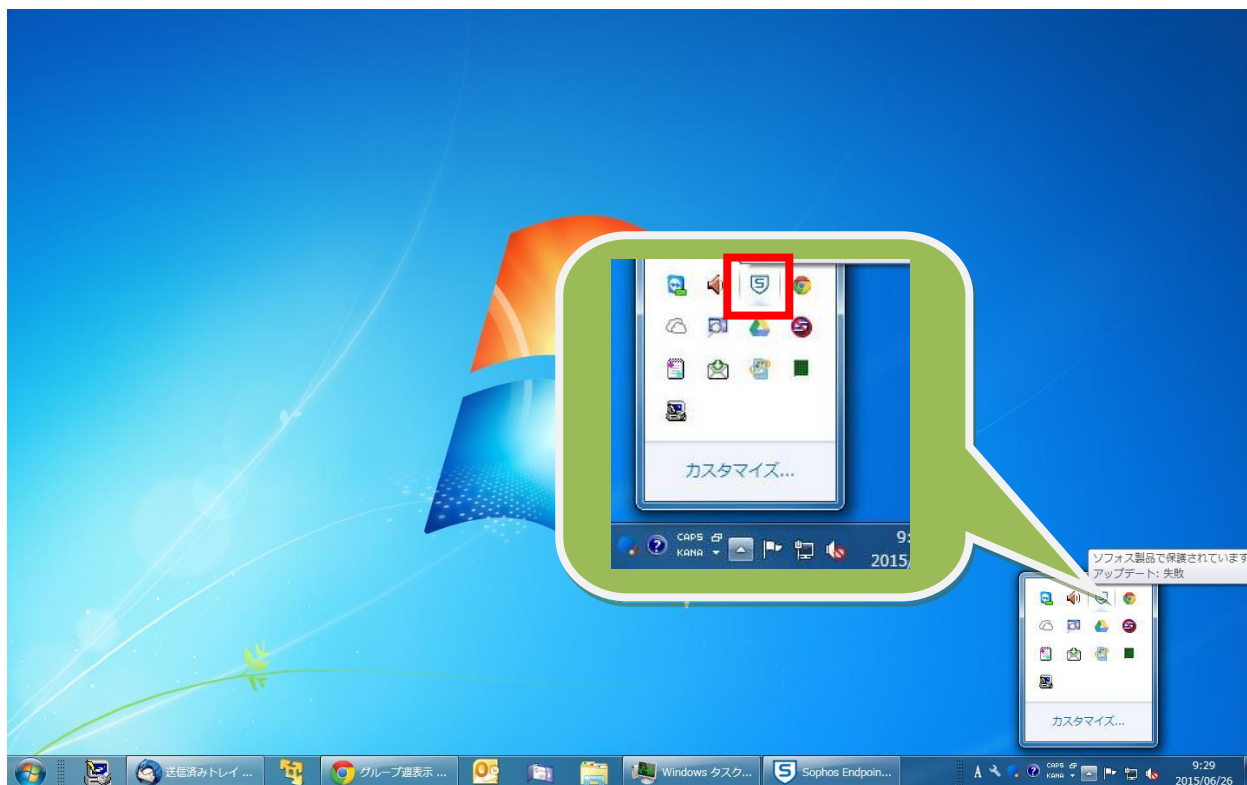 カスタマイズ...
CAPS
KANA
9:
2015/
ソフォス製品で保護されています
アップデート: 失敗
カスタマイズ...
送信済みトレイ ...
グループ週表示 ...
Windows タスク...
Sophos Endpoin...
A
CAPS
KANA
9:29
2015/06/26